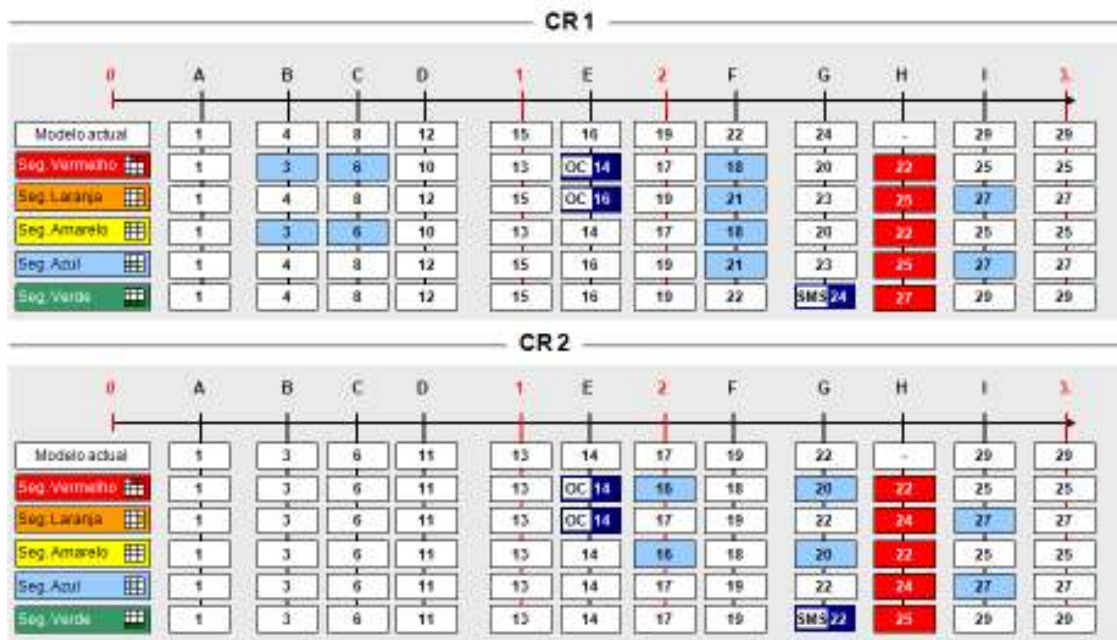 CR 1
0 A B C D 1 E 2 F G H I 3
Modelo actual 1 4 8 12 15 16 19 22 24 - 29 29
Seg. Vermelho 1 3 6 10 13 OC 14 17 18 20 22 25 25
Seg. Laranja 1 4 8 12 15 OC 16 19 21 23 25 27 27
Seg. Amarelo 1 3 6 10 13 14 17 18 20 22 25 25
Seg. Azul 1 4 8 12 15 16 19 21 23 25 27 27
Seg. Verde 1 4 8 12 15 16 19 22 SMS 24 27 29 29
CR 2
0 A B C D 1 E 2 F G H I 3
Modelo actual 1 3 6 11 13 14 17 19 22 - 29 29
Seg. Vermelho 1 3 6 11 13 OC 14 16 18 20 22 25 25
Seg. Laranja 1 3 6 11 13 OC 14 17 19 22 24 27 27
Seg. Amarelo 1 3 6 11 13 14 16 18 20 22 25 25
Seg. Azul 1 3 6 11 13 14 17 19 22 24 27 27
Seg. Verde 1 3 6 11 13 14 17 19 SMS 22 25 29 29